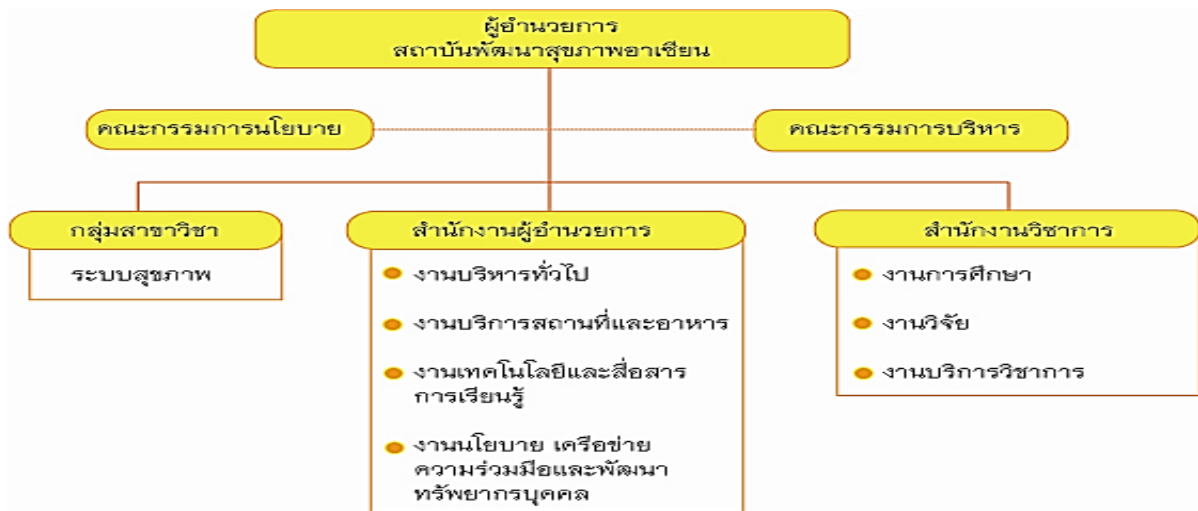 ผู้อำนวยการ
สถาบันพัฒนาสุขภาพอาเซียน
คณะกรรมการนโยบาย
คณะกรรมการบริหาร
กลุ่มสาขาวิชา
ระบบสุขภาพ
สำนักงานผู้อำนวยการ
งานบริหารทั่วไป
งานบริการสถานที่และอาหาร
งานเทคโนโลยีและสื่อสาร
การเรียนรู้
งานนโยบาย เครือข่าย
ความร่วมมือและพัฒนา
ทรัพยากรบุคคล
สำนักงานวิชาการ
งานการศึกษา
งานวิจัย
งานบริการวิชาการ